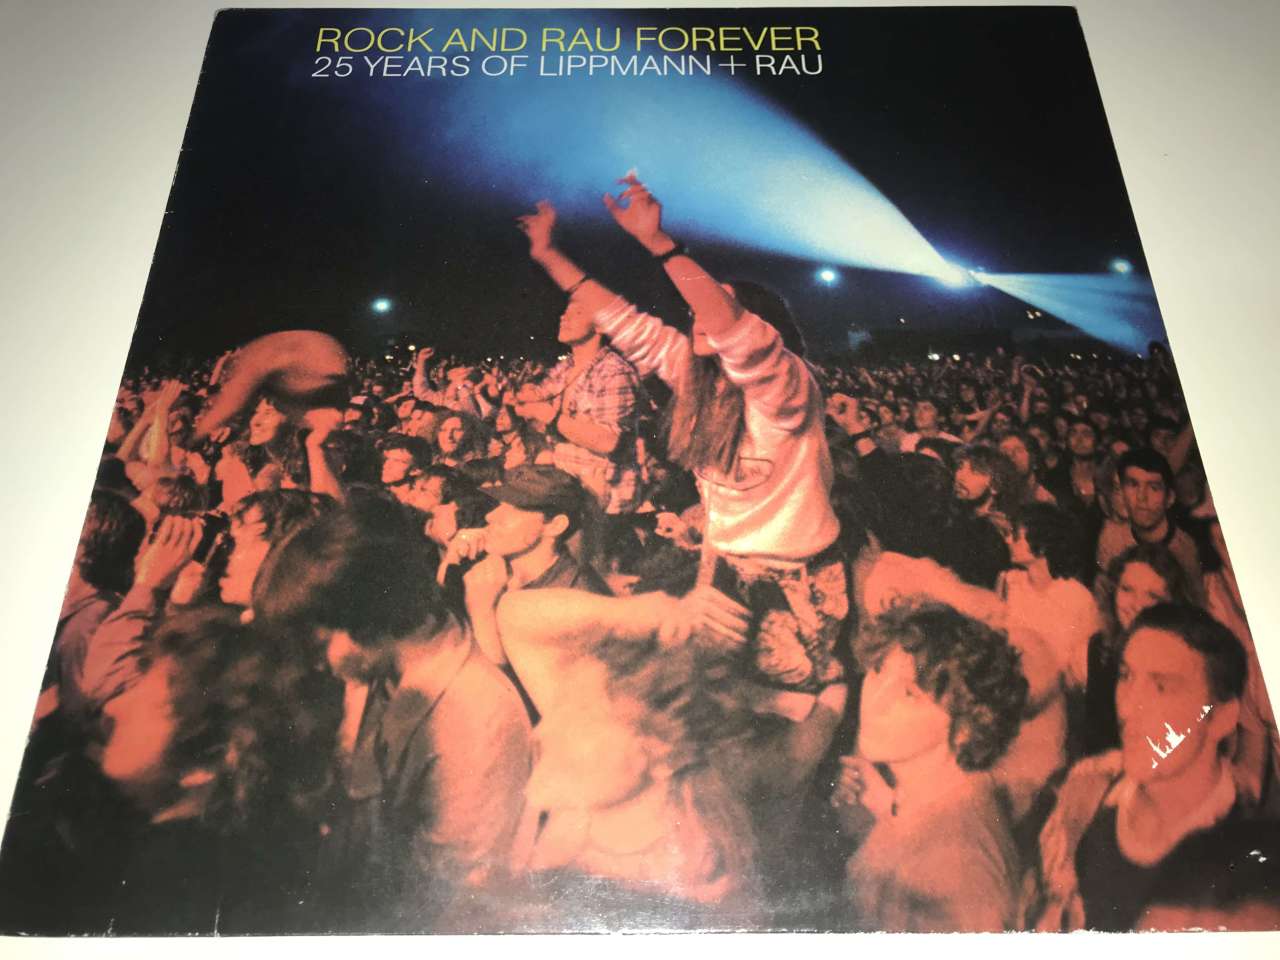 ROCK AND RAU FOREVER
25 YEARS OF LIPPMANN + RAU